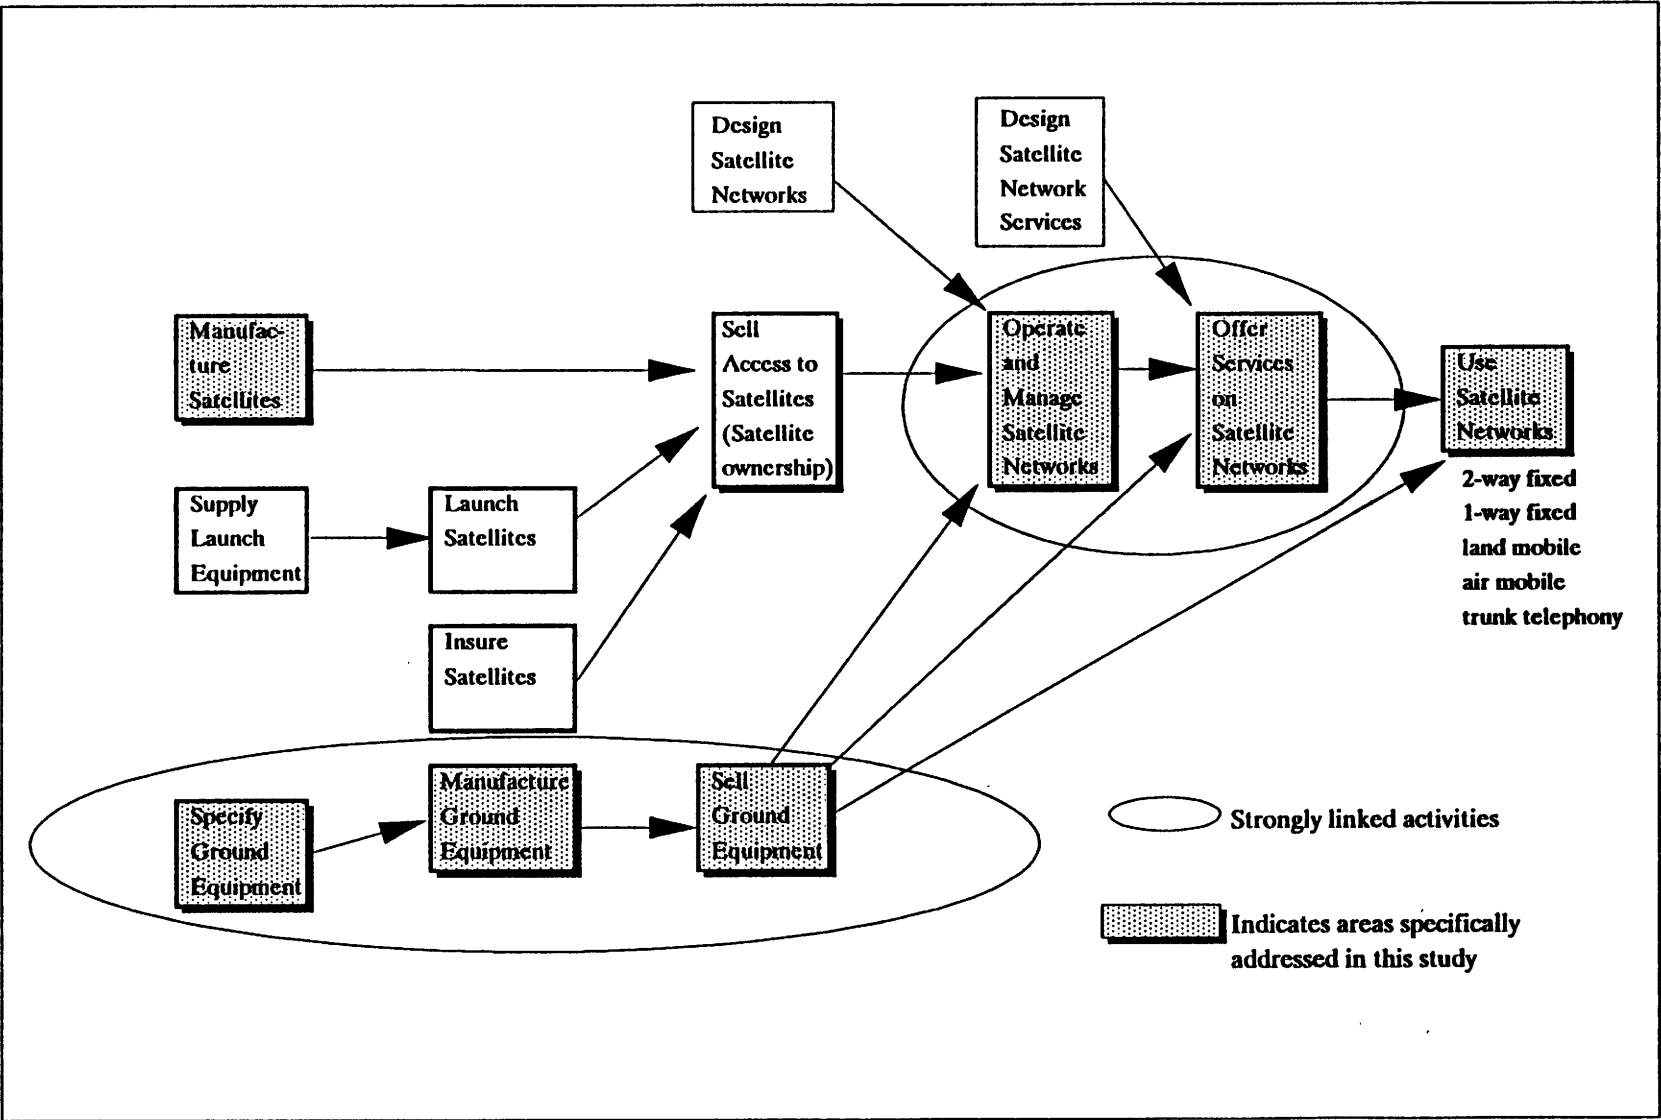 Design
Satellite
Networks
Design
Satellite
Network
Services
Manufac-
ture
Satellites
Sell
Access to
Satellites
(Satellite
ownership)
Operate
and
Manage
Satellite
Networks
Offer
Services
on
Satellite
Networks
Use
Satellite
Networks
2-way fixed
1-way fixed
land mobile
air mobile
trunk telephony
Supply
Launch
Equipment
Launch
Satellites
Insure
Satellites
Specify
Ground
Equipment
Manufacture
Ground
Equipment
Sell
Ground
Equipment
Strongly linked activities
Indicates areas specifically
addressed in this study